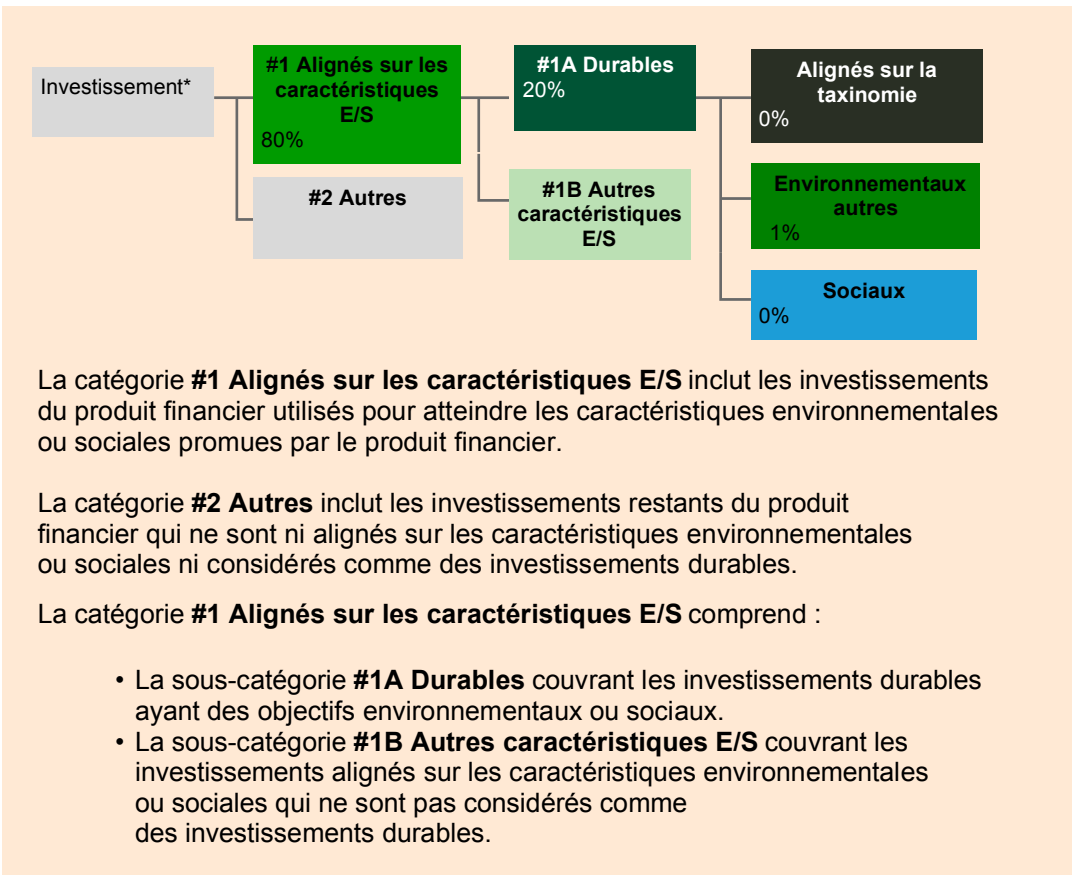 Investissement*
#1 Alignés sur les
caractéristiques
E/S
80%
#2 Autres
#1A Durables
20%
#1B Autres
caractéristiques
E/S
Alignés sur la
taxinomie
0%
Environnementaux
autres
1%
Sociaux
0%
La catégorie #1 Alignés sur les caractéristiques E/S inclut les investissements
du produit financier utilisés pour atteindre les caractéristiques environnementales
ou sociales promues par le produit financier.
La catégorie #2 Autres inclut les investissements restants du produit
financier qui ne sont ni alignés sur les caractéristiques environnementales
ou sociales ni considérés comme des investissements durables.
La catégorie #1 Alignés sur les caractéristiques E/S comprend :
• La sous-catégorie #1A Durables couvrant les investissements durables
ayant des objectifs environnementaux ou sociaux.
• La sous-catégorie #1B Autres caractéristiques E/S couvrant les
investissements alignés sur les caractéristiques environnementales
ou sociales qui ne sont pas considérés comme
des investissements durables.